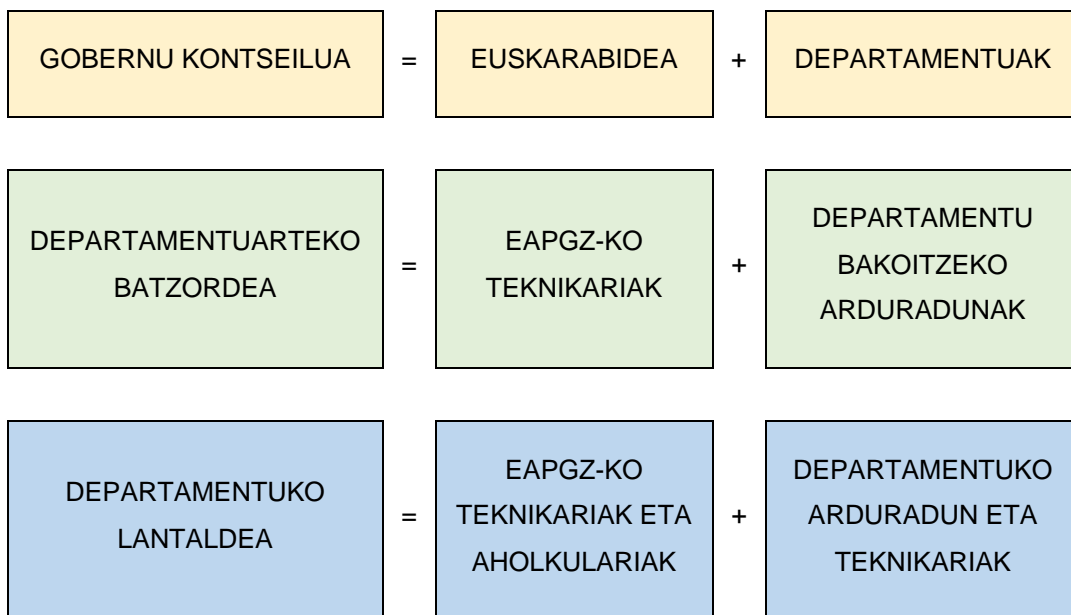 GOBERNU KONTSEILUA = EUSKARABIDEA + DEPARTAMENTUAK
DEPARTAMENTUARTEKO
BATZORDEA
=
EAPGZ-KO
TEKNIKARIAK
+
DEPARTAMENTU
BAKOITZEKO
ARDURADUNAK
DEPARTAMENTUKO
LANTALDEA
=
EAPGZ-KO
TEKNIKARIAK ETA
AHOLKULARIAK
+
DEPARTAMENTUKO
ARDURADUN ETA
TEKNIKARIAK